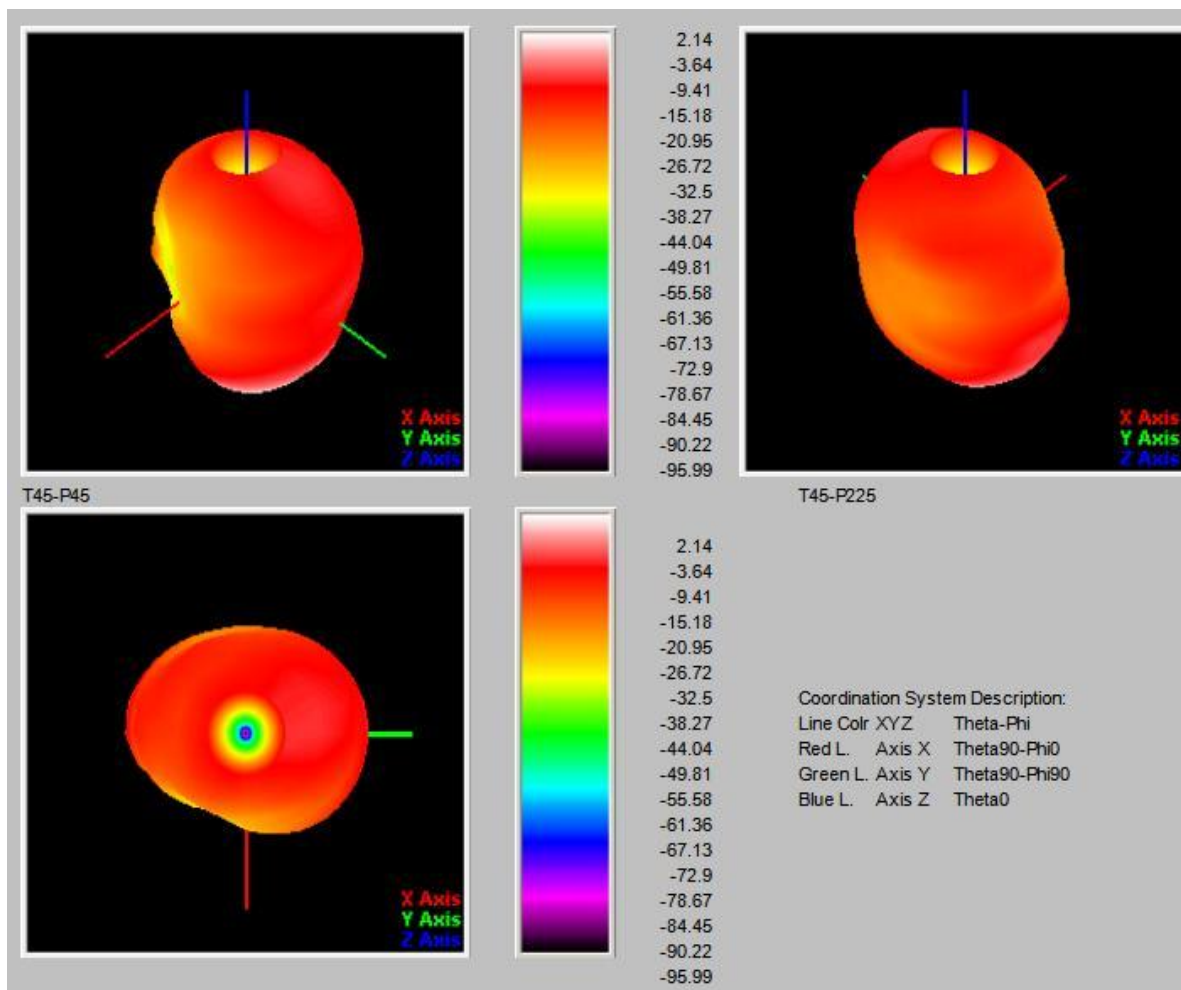 2.14
-3.64
-9.41
-15.18
-20.95
-26.72
-32.5
-38.27
-44.04
-49.81
-55.58
-61.36
-67.13
-72.9
-78.67
-84.45
-90.22
-95.99
X Axis
Y Axis
Z Axis
X Axis
Y Axis
Z Axis
T45-P45
T45-P225
2.14
-3.64
-9.41
-15.18
-20.95
-26.72
-32.5
-38.27
-44.04
-49.81
-55.58
-61.36
-67.13
-72.9
-78.67
-84.45
-90.22
-95.99
X Axis
Y Axis
Z Axis
Coordination System Description:
Line Colr XYZ Theta-Phi
Red L. Axis X Theta90-Phi0
Green L. Axis Y Theta90-Phi90
Blue L. Axis Z Theta0